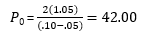 P₀ = 2(1.05)/(.10-.05) = 42.00